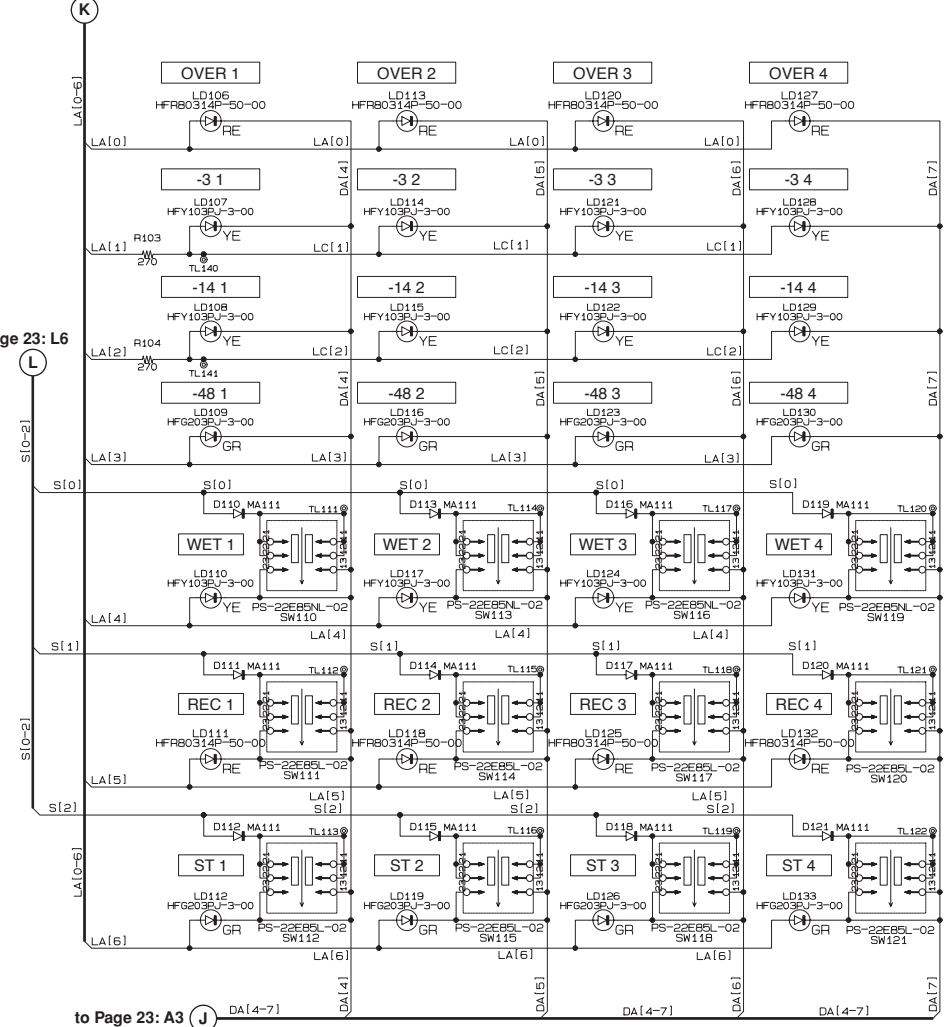 K
LA[0-6]
OVER 1
OVER 2
OVER 3
OVER 4
LD106
LD113
LD120
LD127
HFR80314P-50-00
HFR80314P-50-00
HFR80314P-50-00
HFR80314P-50-00
RE
RE
RE
RE
LA[0]
LA[0]
LA[0]
LA[0]
DA[4]
DA[5]
DA[6]
DA[7]
-3 1
-3 2
-3 3
-3 4
LD107
LD114
LD121
LD128
HFY103PJ-3-00
HFY103PJ-3-00
HFY103PJ-3-00
HFY103PJ-3-00
YE
YE
YE
YE
LA[1]
R103
270
TL140
LC[1]
LC[1]
LC[1]
-14 1
-14 2
-14 3
-14 4
LD108
LD115
LD122
LD129
HFY103PJ-3-00
HFY103PJ-3-00
HFY103PJ-3-00
HFY103PJ-3-00
YE
YE
YE
YE
ge 23: L6
L
LA[2]
R104
270
TL141
LC[2]
LC[2]
LC[2]
DA[4]
DA[5]
DA[6]
DA[7]
-48 1
-48 2
-48 3
-48 4
LD109
LD116
LD123
LD130
HFG203PJ-3-00
HFG203PJ-3-00
HFG203PJ-3-00
HFG203PJ-3-00
GR
GR
GR
GR
S[0-2]
LA[3]
LA[3]
LA[3]
LA[3]
S[0]
S[0]
S[0]
S[0]
S[0]
D110 MA111
TL111
D113 MA111
TL114
D116 MA111
TL117
D119 MA111
TL120
WET 1
WET 2
WET 3
WET 4
LD110
LD117
LD124
LD131
HFY103PJ-3-00
HFY103PJ-3-00
HFY103PJ-3-00
HFY103PJ-3-00
YE
YE
YE
YE
PS-22E85NL-02
PS-22E85NL-02
PS-22E85NL-02
PS-22E85NL-02
SW110
SW113
SW116
SW119
LA[4]
LA[4]
LA[4]
LA[4]
S[1]
S[1]
S[1]
S[1]
S[1]
D111 MA111
TL112
D114 MA111
TL115
D117 MA111
TL118
D120 MA111
TL121
REC 1
REC 2
REC 3
REC 4
LD111
LD118
LD125
LD132
HFR80314P-50-00
HFR80314P-50-00
HFR80314P-50-00
HFR80314P-50-00
RE
RE
RE
RE
PS-22E85L-02
PS-22E85L-02
PS-22E85L-02
PS-22E85L-02
SW111
SW114
SW117
SW120
S[0-2]
LA[5]
LA[5]
LA[5]
LA[5]
S[2]
S[2]
S[2]
S[2]
D112 MA111
TL113
D115 MA111
TL116
D118 MA111
TL119
D121 MA111
TL122
ST 1
ST 2
ST 3
ST 4
LD112
LD119
LD126
LD133
HFG203PJ-3-00
HFG203PJ-3-00
HFG203PJ-3-00
HFG203PJ-3-00
GR
GR
GR
GR
PS-22E85L-02
PS-22E85L-02
PS-22E85L-02
PS-22E85L-02
SW112
SW115
SW118
SW121
LA[0-6]
LA[6]
LA[6]
LA[6]
LA[6]
DA[4]
DA[5]
DA[6]
DA[7]
to Page 23: A3
J
DA[4-7]
DA[4-7]
DA[4-7]